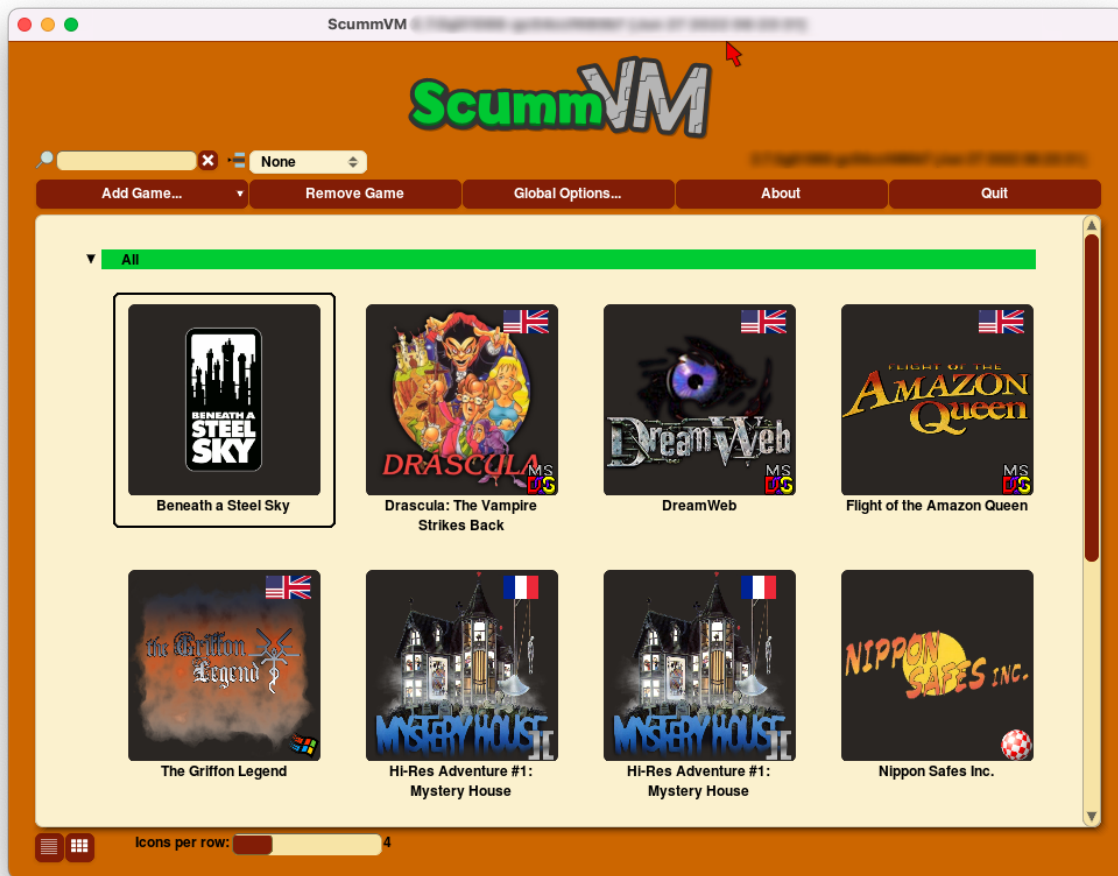 ScummVM
ScummVM
None
Add Game...
Remove Game
Global Options...
About
Quit
All
BENEATH A
STEEL
SKY
DRASCULA
MS
DOS
DreamWeb
MS
DOS
FLIGHT OF THE
AMAZON
Queen
MS
DOS
Beneath a Steel Sky
Drascula: The Vampire
Strikes Back
DreamWeb
Flight of the Amazon Queen
the Griffon
Legend
MYSTERY HOUSE
II
MYSTERY HOUSE
II
NIPPON
SAFES INC.
The Griffon Legend
Hi-Res Adventure #1:
Mystery House
Hi-Res Adventure #1:
Mystery House
Nippon Safes Inc.
Icons per row:
4